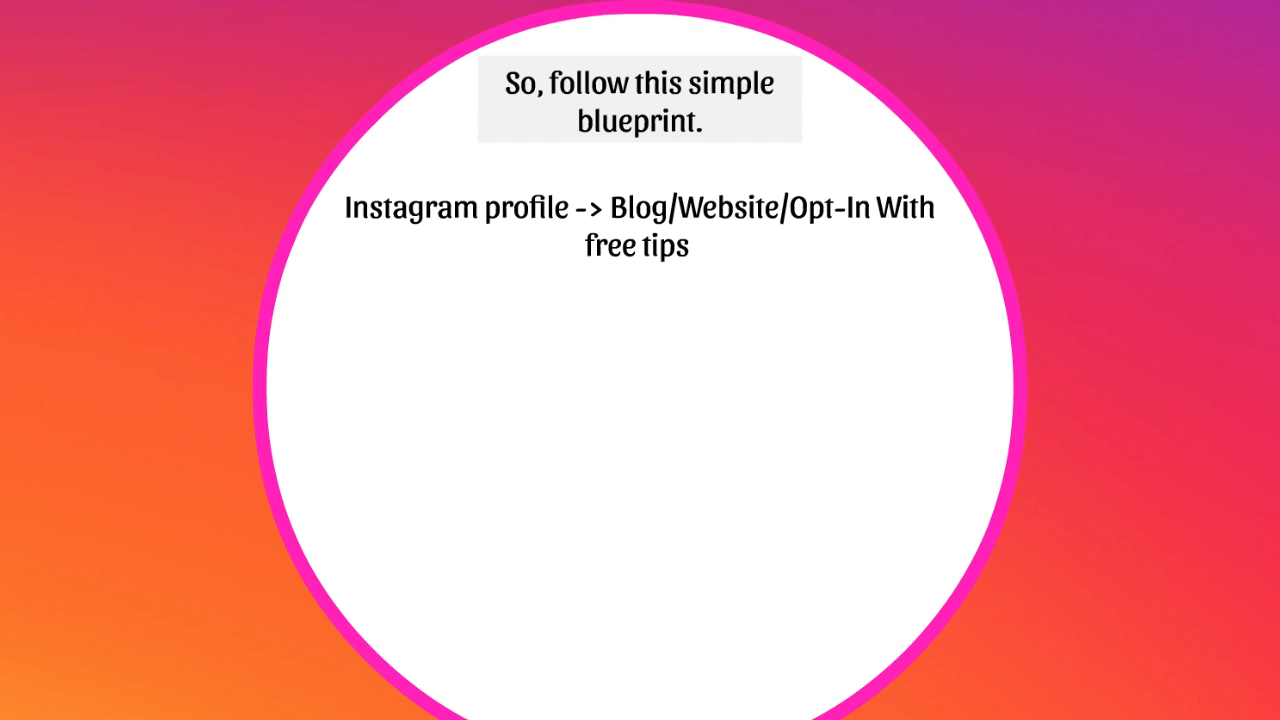 So, follow this simple
blueprint.
Instagram profile -> Blog/Website/Opt-In With
free tips